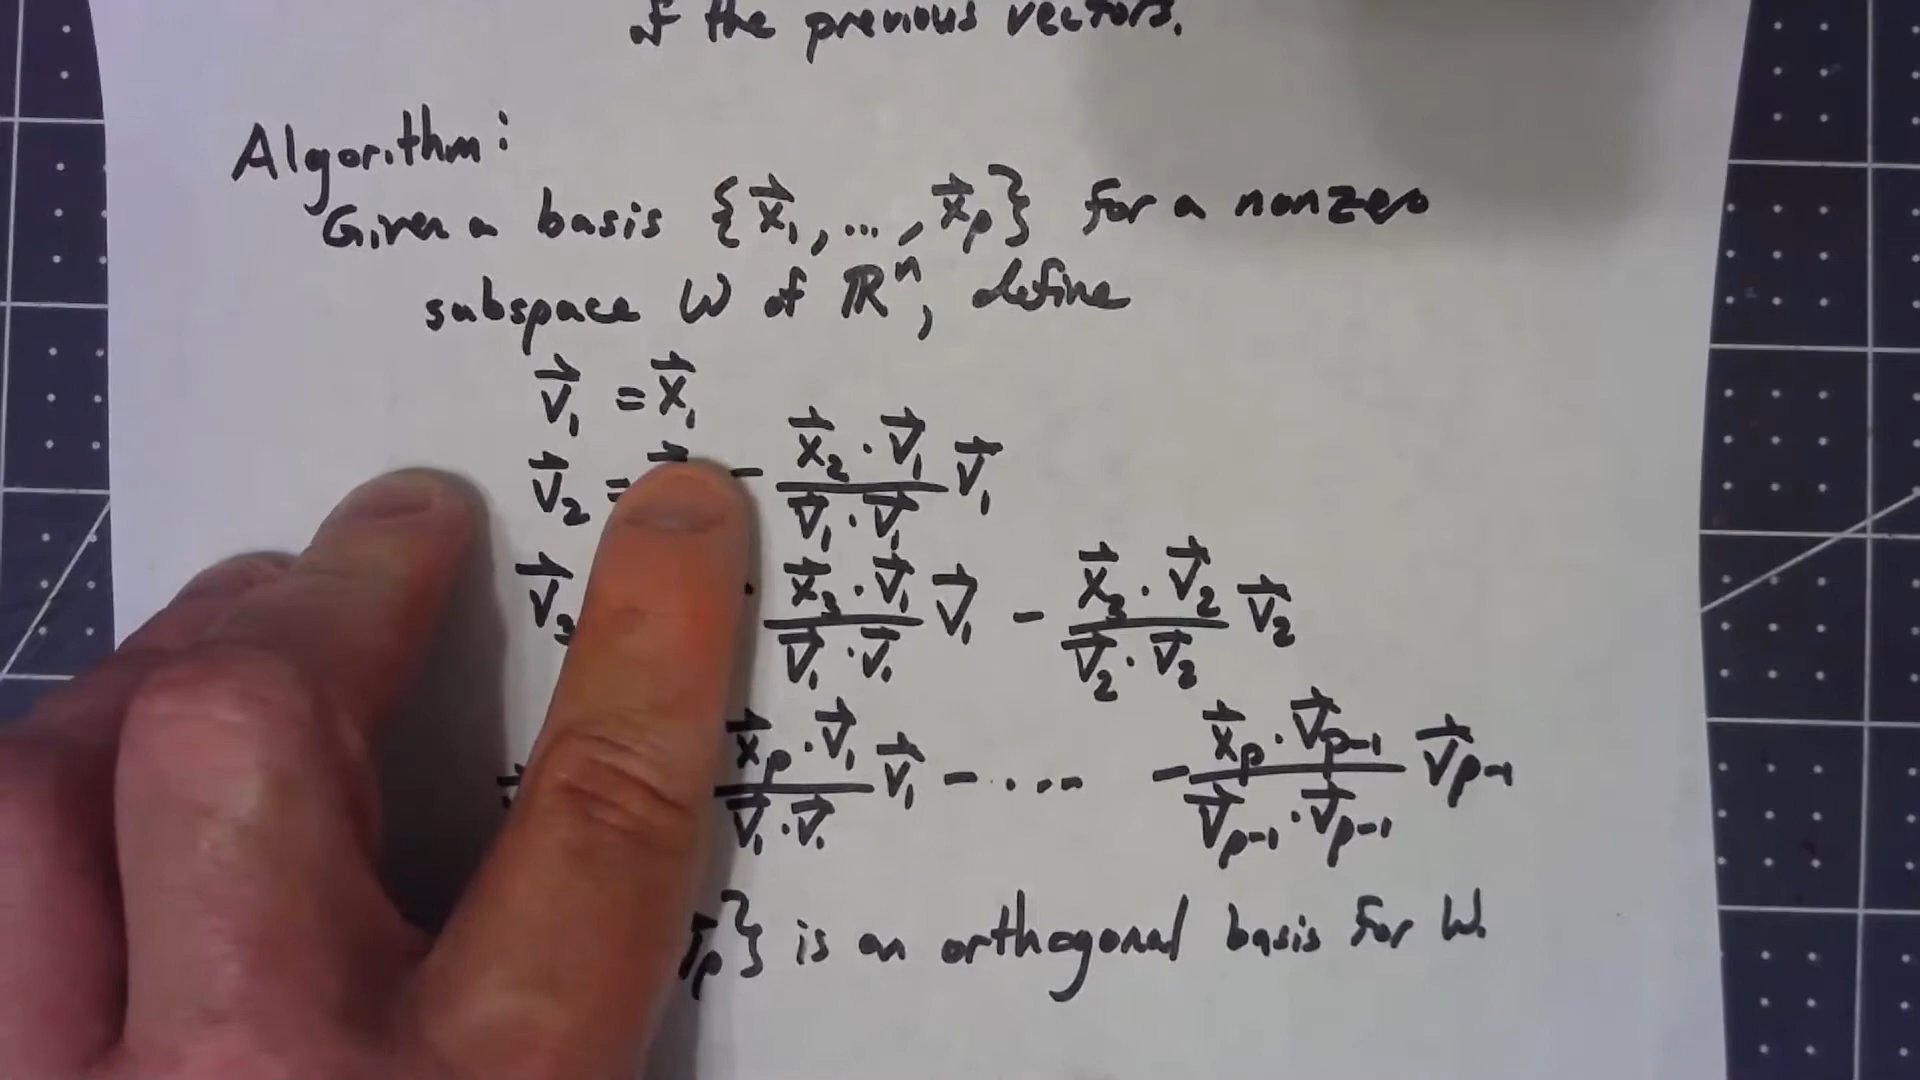 of the previous vectors.
Algorithm:
Given a basis {x⃗₁, ..., x⃗ₚ} for a nonzero
subspace W of ℝⁿ, define
v⃗₁ = x⃗₁
v⃗₂ = − (x⃗₂ · v⃗₁)/(v⃗₁ · v⃗₁) v⃗₁
v⃗₃ (x⃗₃ · v⃗₁)/(v⃗₁ · v⃗₁) v⃗₁ − (x⃗₃ · v⃗₂)/(v⃗₂ · v⃗₂) v⃗₂
(x⃗ₚ · v⃗₁)/(v⃗₁ · v⃗₁) v⃗₁ − ... − (x⃗ₚ · v⃗ₚ₋₁)/(v⃗ₚ₋₁ · v⃗ₚ₋₁) v⃗ₚ₋₁
} is an orthogonal basis for W.